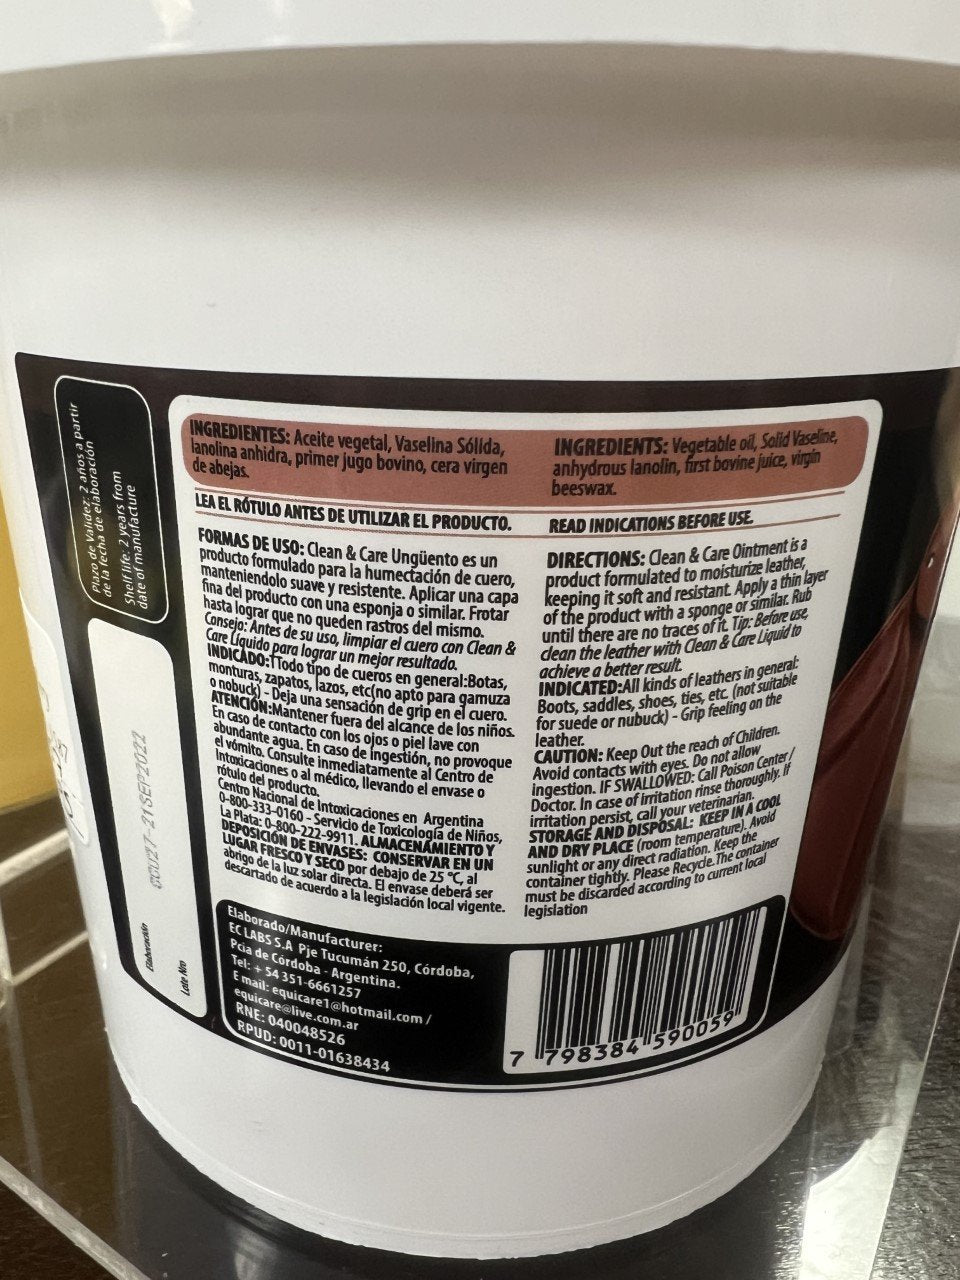 Plazo de Validez: 2 años a partir
de la fecha de elaboración
Shelf life: 2 years from
date of manufacture
21SEP2022
Elaboración
Lote Nro
INGREDIENTES: Aceite vegetal, Vaselina Sólida,
lanolina anhidra, primer jugo bovino, cera virgen
de abejas.
LEA EL RÓTULO ANTES DE UTILIZAR EL PRODUCTO.
FORMAS DE USO: Clean & Care Ungüento es un
producto formulado para la humectación de cuero,
manteniendolo suave y resistente. Aplicar una capa
fina del producto con una esponja o similar. Frotar
hasta lograr que no queden rastros del mismo.
Consejo: Antes de su uso, limpiar el cuero con Clean &
Care Líquido para lograr un mejor resultado.
INDICADO:TTodo tipo de cueros en general:Botas,
monturas, zapatos, lazos, etc(no apto para gamuza
o nobuck) - Deja una sensación de grip en el cuero.
ATENCIÓN:Mantener fuera del alcance de los niños.
En caso de contacto con los ojos o piel lave con
abundante agua. En caso de ingestión, no provoque
el vómito. Consulte inmediatamente al Centro de
Intoxicaciones o al médico, llevando el envase o
rótulo del producto.
Centro Nacional de Intoxicaciones en Argentina
0-800-333-0160 - Servicio de Toxicología de Niños,
La Plata: 0-800-222-9911. ALMACENAMIENTO Y
DEPOSICIÓN DE ENVASES: CONSERVAR EN UN
LUGAR FRESCO Y SECO por debajo de 25 °C, al
abrigo de la luz solar directa. El envase deberá ser
descartado de acuerdo a la legislación local vigente.
INGREDIENTS: Vegetable oil, Solid Vaseline,
anhydrous lanolin, first bovine juice, virgin
beeswax.
READ INDICATIONS BEFORE USE.
DIRECTIONS: Clean & Care Ointment is a
product formulated to moisturize leather,
keeping it soft and resistant. Apply a thin layer
of the product with a sponge or similar. Rub
until there are no traces of it. Tip: Before use,
clean the leather with Clean & Care Liquid to
achieve a better result.
INDICATED:All kinds of leathers in general:
Boots, saddles, shoes, ties, etc. (not suitable
for suede or nubuck) - Grip feeling on the
leather.
CAUTION: Keep Out the reach of Children.
Avoid contacts with eyes. Do not allow
ingestion. IF SWALLOWED: Call Poison Center /
Doctor. In case of irritation rinse thoroughly. If
irritation persist, call your veterinarian.
STORAGE AND DISPOSAL: KEEP IN A COOL
AND DRY PLACE (room temperature). Avoid
sunlight or any direct radiation. Keep the
container tightly. Please Recycle.The container
must be discarded according to current local
legislation
Elaborado/Manufacturer:
EC LABS S.A Pje Tucumán 250, Córdoba,
Pcia de Córdoba - Argentina.
Tel: + 54 351-6661257
E mail: equicare1@hotmail.com /
equicare@live.com.ar
RNE: 040048526
RPUD: 0011-01638434
7 798384 590059